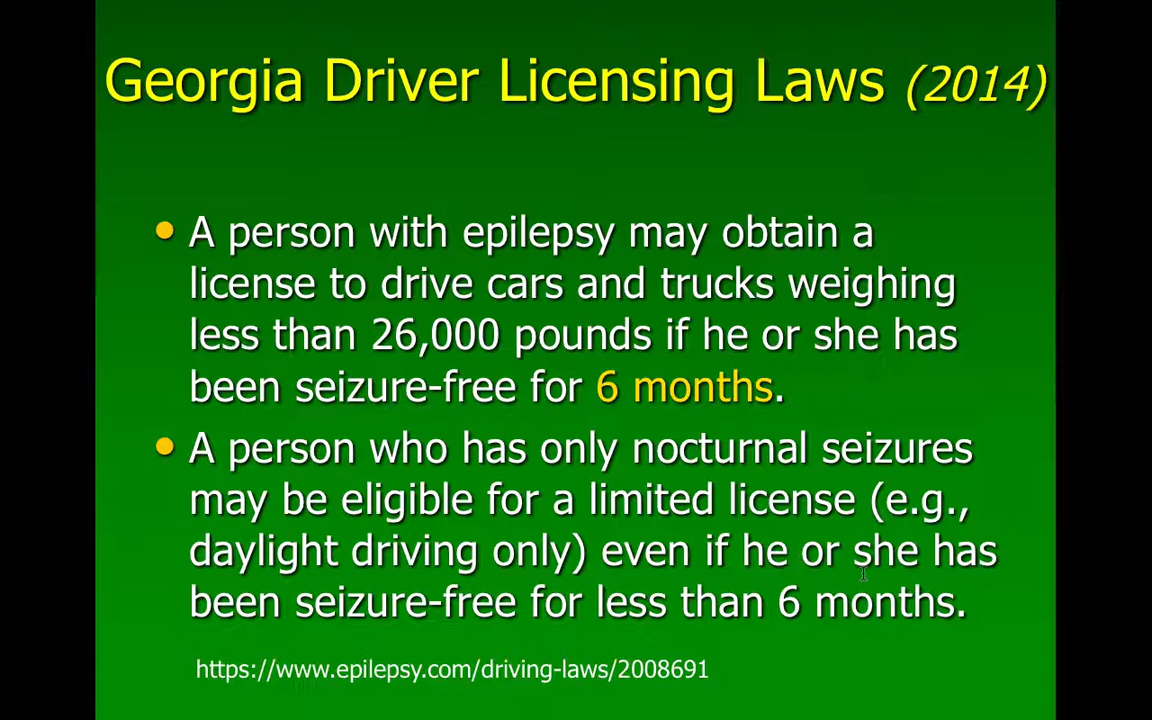 Georgia Driver Licensing Laws (2014)
• A person with epilepsy may obtain a
license to drive cars and trucks weighing
less than 26,000 pounds if he or she has
been seizure-free for 6 months.
• A person who has only nocturnal seizures
may be eligible for a limited license (e.g.,
daylight driving only) even if he or she has
been seizure-free for less than 6 months.
https://www.epilepsy.com/driving-laws/2008691